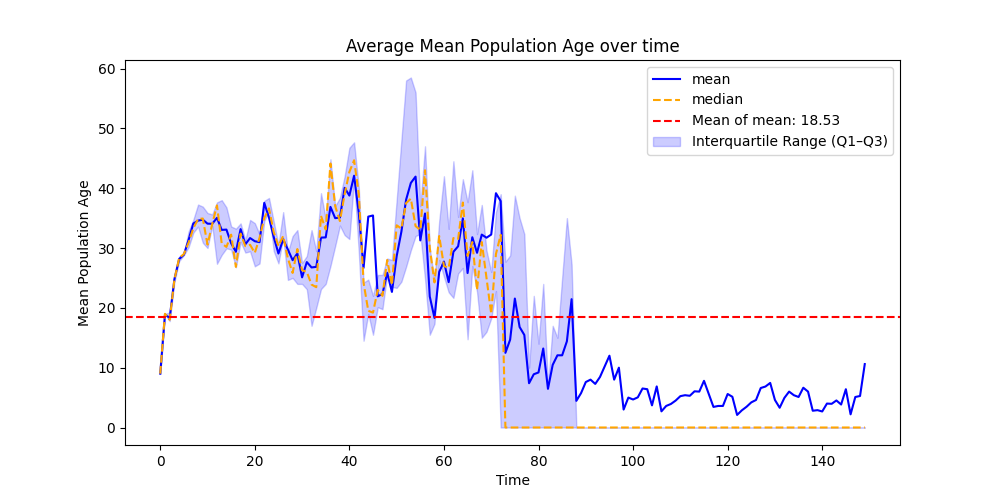 Average Mean Population Age over time
mean
median
Mean of mean: 18.53
Interquartile Range (Q1–Q3)
Mean Population Age
60
50
40
30
20
10
0
0 20 40 60 80 100 120 140
Time